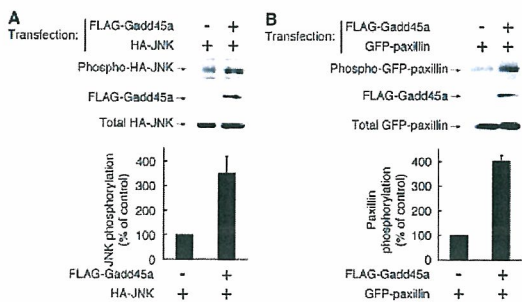 A
Transfection:
FLAG-Gadd45a - +
HA-JNK + +
Phospho-HA-JNK
FLAG-Gadd45a
Total HA-JNK
JNK phosphorylation
(% of control)
400
300
200
100
0
FLAG-Gadd45a - +
HA-JNK + +
B
Transfection:
FLAG-Gadd45a - +
GFP-paxillin + +
Phospho-GFP-paxillin
FLAG-Gadd45a
Total GFP-paxillin
Paxillin
phosphorylation
(% of control)
400
300
200
100
0
FLAG-Gadd45a - +
GFP-paxillin + +